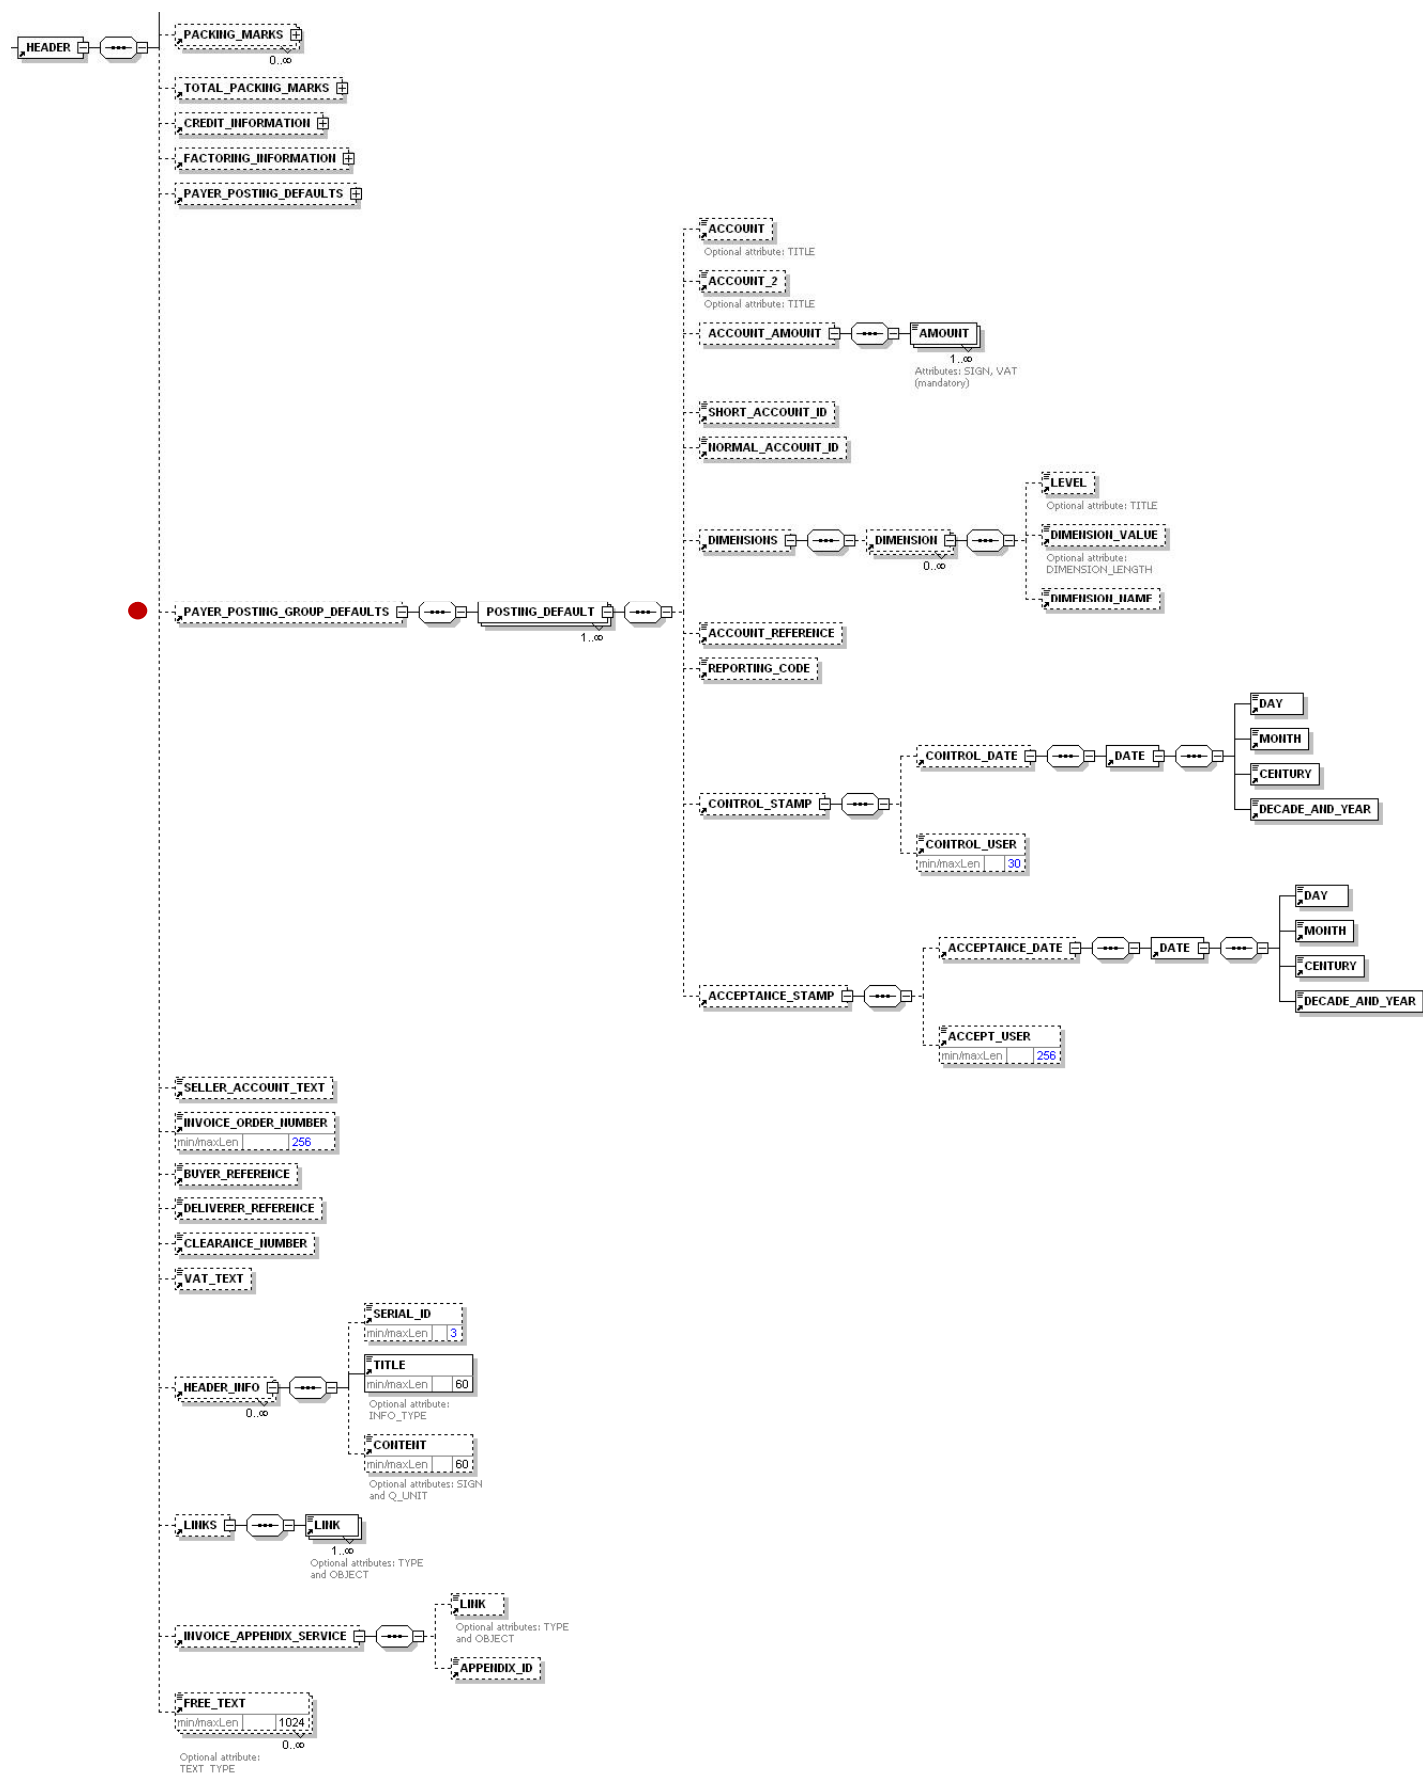 HEADER
PACKING_MARKS
0..∞
TOTAL_PACKING_MARKS
CREDIT_INFORMATION
FACTORING_INFORMATION
PAYER_POSTING_DEFAULTS
ACCOUNT
Optional attribute: TITLE
ACCOUNT_2
Optional attribute: TITLE
ACCOUNT_AMOUNT
AMOUNT
1..∞
Attributes: SIGN, VAT
(mandatory)
SHORT_ACCOUNT_ID
NORMAL_ACCOUNT_ID
LEVEL
Optional attribute: TITLE
DIMENSIONS
DIMENSION
0..∞
DIMENSION_VALUE
Optional attribute:
DIMENSION_LENGTH
DIMENSION_NAME
PAYER_POSTING_GROUP_DEFAULTS
POSTING_DEFAULT
1..∞
ACCOUNT_REFERENCE
REPORTING_CODE
DAY
MONTH
CONTROL_DATE
DATE
CENTURY
DECADE_AND_YEAR
CONTROL_STAMP
CONTROL_USER
min/maxLen 30
DAY
MONTH
ACCEPTANCE_DATE
DATE
CENTURY
DECADE_AND_YEAR
ACCEPTANCE_STAMP
ACCEPT_USER
min/maxLen 256
SELLER_ACCOUNT_TEXT
INVOICE_ORDER_NUMBER
min/maxLen 256
BUYER_REFERENCE
DELIVERER_REFERENCE
CLEARANCE_NUMBER
VAT_TEXT
SERIAL_ID
min/maxLen 3
TITLE
min/maxLen 60
Optional attribute:
INFO_TYPE
HEADER_INFO
0..∞
CONTENT
min/maxLen 60
Optional attributes: SIGN
and Q_UNIT
LINKS
LINK
1..∞
Optional attributes: TYPE
and OBJECT
LINK
Optional attributes: TYPE
and OBJECT
INVOICE_APPENDIX_SERVICE
APPENDIX_ID
FREE_TEXT
min/maxLen 1024
0..∞
Optional attribute:
TEXT_TYPE